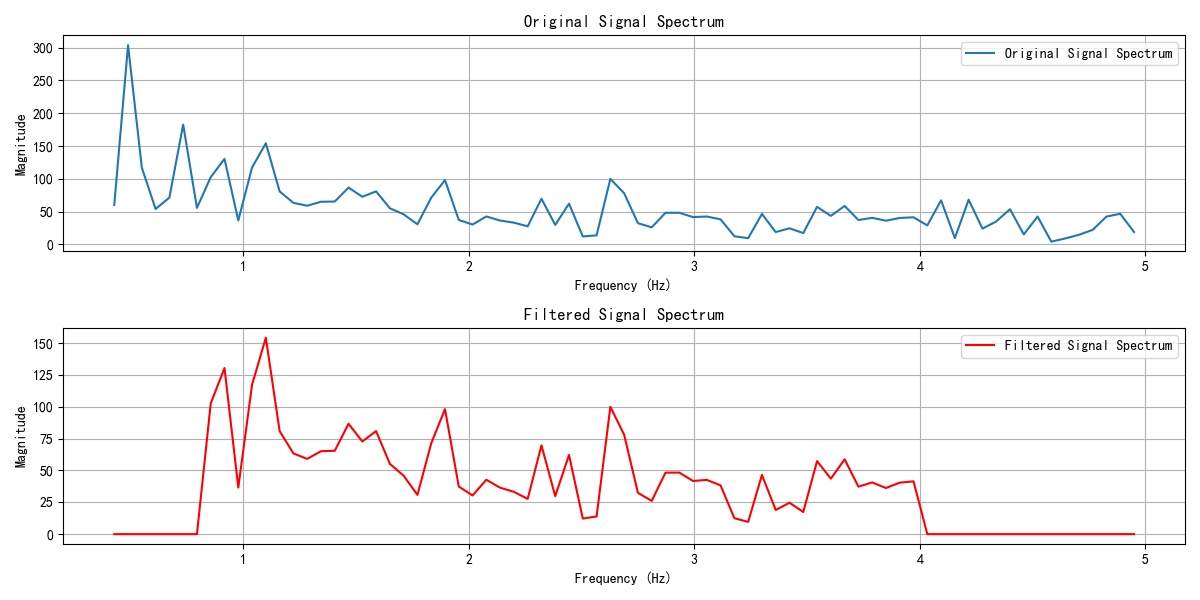 Original Signal Spectrum
Original Signal Spectrum
300
250
200
150
100
50
0
Magnitude
1 2 3 4 5
Frequency (Hz)
Filtered Signal Spectrum
Filtered Signal Spectrum
150
125
100
75
50
25
0
Magnitude
1 2 3 4 5
Frequency (Hz)